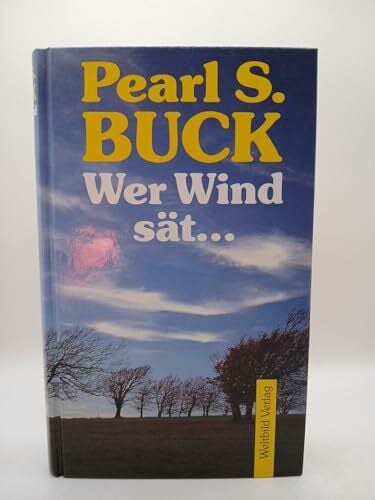 Pearl S.
BUCK
Wer Wind
sät...
Weltbild Verlag